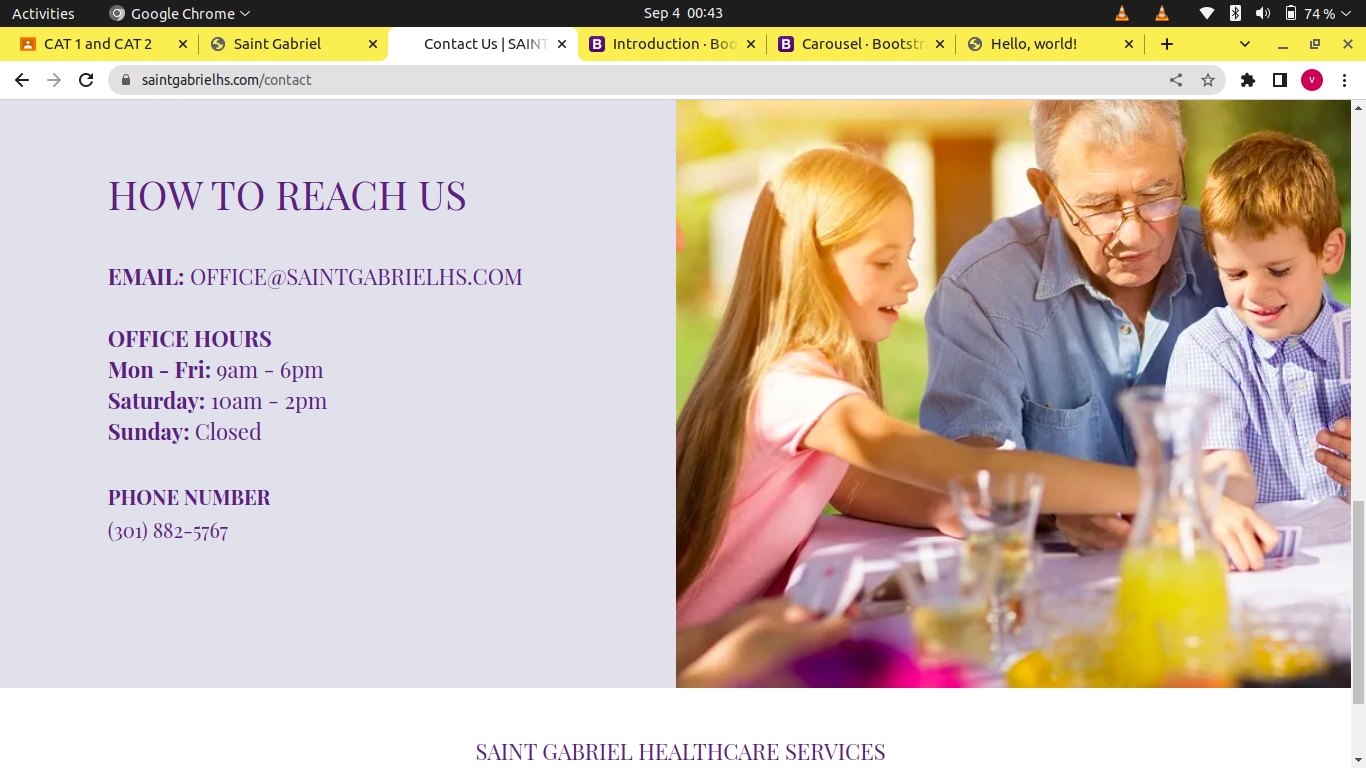 Activities Google Chrome Sep 4 00:43 74 %
CAT 1 and CAT 2 Saint Gabriel Contact Us | SAINT Introduction · Boo Carousel · Bootstr Hello, world!
saintgabrielhs.com/contact V
HOW TO REACH US
EMAIL: OFFICE@SAINTGABRIELHS.COM
OFFICE HOURS
Mon - Fri: 9am - 6pm
Saturday: 10am - 2pm
Sunday: Closed
PHONE NUMBER
(301) 882-5767
SAINT GABRIEL HEALTHCARE SERVICES